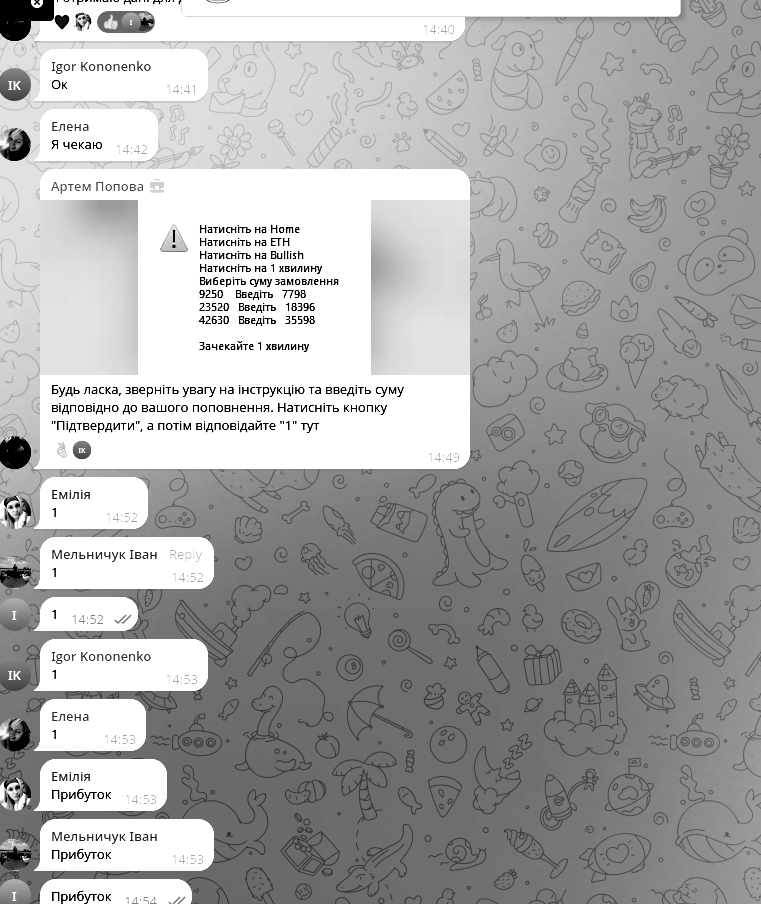 14:40
I
Igor Kononenko
Ок
14:41
IK
Елена
Я чекаю
14:42
Артем Попова
Натисніть на Home
Натисніть на ETH
Натисніть на Bullish
Натисніть на 1 хвилину
Виберіть суму замовлення
9250 Введіть 7798
23520 Введіть 18396
42630 Введіть 35598
Зачекайте 1 хвилину
Будь ласка, зверніть увагу на інструкцію та введіть суму
відповідно до вашого поповнення. Натисніть кнопку
"Підтвердити", а потім відповідайте "1" тут
IK
14:49
Емілія
1
14:52
Мельничук Іван Reply
1
14:52
I
1
14:52
Igor Kononenko
IK
1
14:53
Елена
1
14:53
Емілія
Прибуток
14:53
Мельничук Іван
Прибуток
14:53
I
Прибуток
14:54